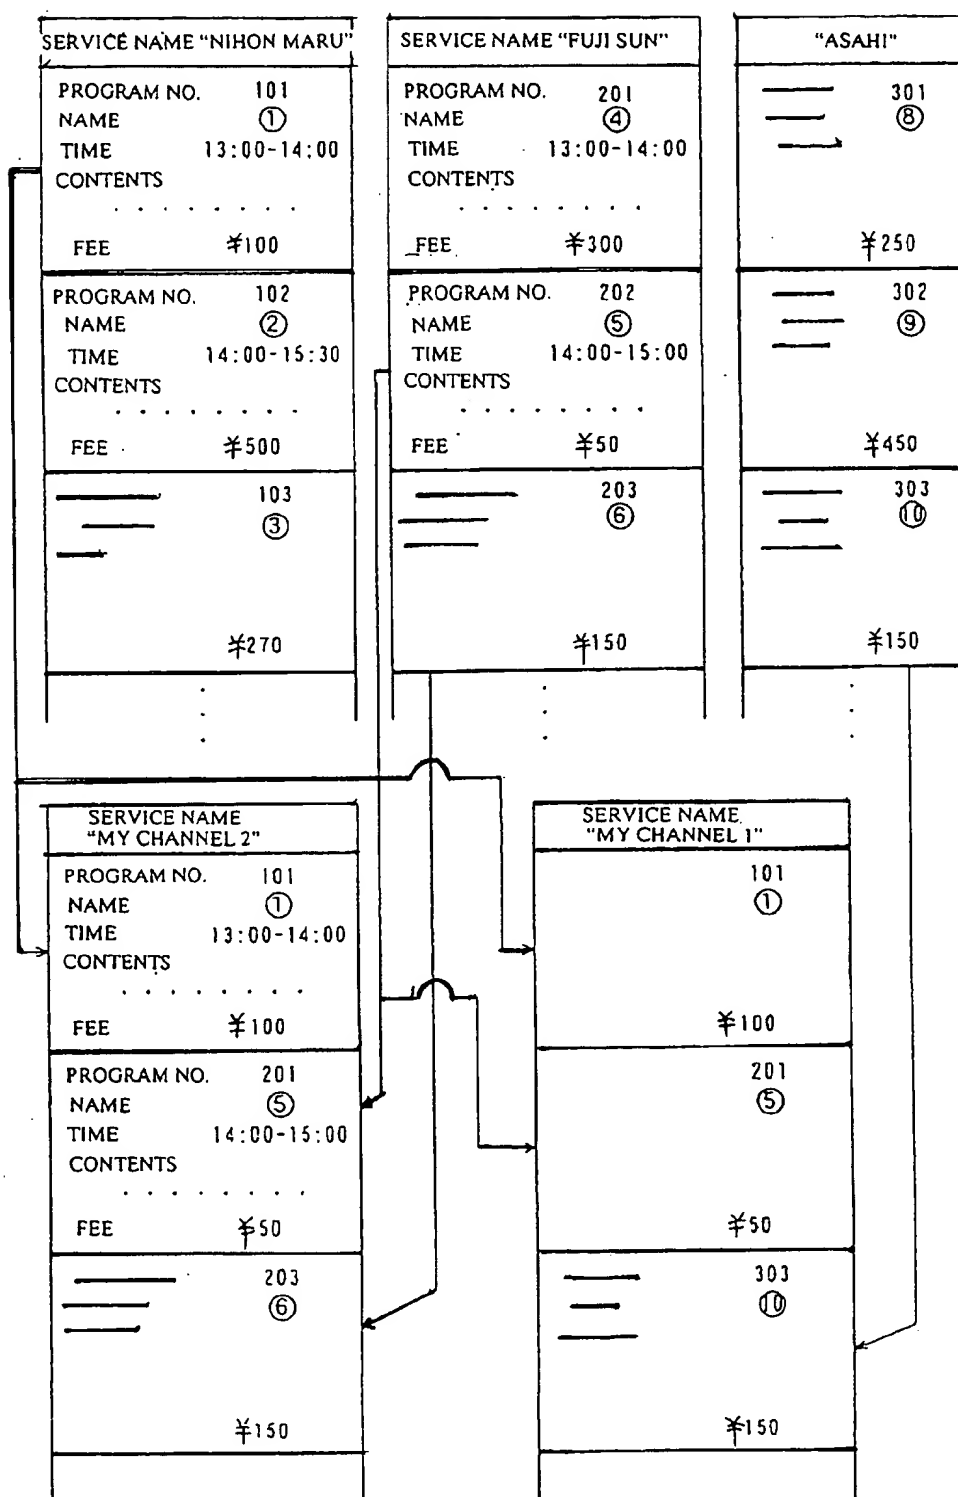 SERVICE NAME "NIHON MARU"
PROGRAM NO. 101
NAME ①
TIME 13:00-14:00
CONTENTS
. . . . . . . .
FEE ¥100
PROGRAM NO. 102
NAME ②
TIME 14:00-15:30
CONTENTS
. . . . . . . .
FEE ¥500
103
③
¥270
SERVICE NAME "FUJI SUN"
PROGRAM NO. 201
NAME ④
TIME 13:00-14:00
CONTENTS
. . . . . . . .
FEE ¥300
PROGRAM NO. 202
NAME ⑤
TIME 14:00-15:00
CONTENTS
. . . . . . . .
FEE ¥50
203
⑥
¥150
"ASAHI"
301
⑧
¥250
302
⑨
¥450
303
⑩
¥150
SERVICE NAME
"MY CHANNEL 2"
PROGRAM NO. 101
NAME ①
TIME 13:00-14:00
CONTENTS
. . . . . . . .
FEE ¥100
PROGRAM NO. 201
NAME ⑤
TIME 14:00-15:00
CONTENTS
. . . . . . . .
FEE ¥50
203
⑥
¥150
SERVICE NAME
"MY CHANNEL 1"
101
①
¥100
201
⑤
¥50
303
⑩
¥150